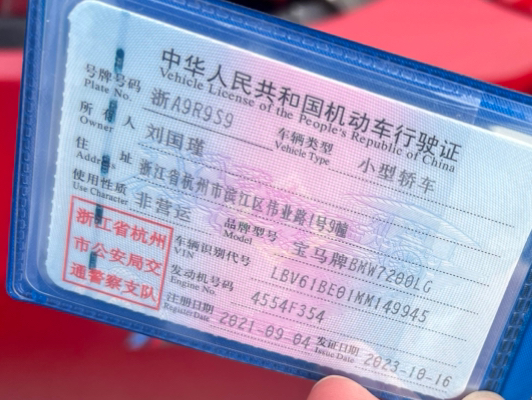 中华人民共和国机动车行驶证
Vehicle License of the People's Republic of China
号牌号码 浙A9R9S9 车辆类型 小型轿车
Plate No. Vehicle Type
所有人 刘国瑾
Owner
住址 浙江省杭州市滨江区伟业路1号9幢
Address
使用性质 非营运 品牌型号 宝马牌BMW7200LG
Use Character Model
浙江省杭州
市公安局交
通警察支队
车辆识别代号 LBV61BE01MM149945
VIN
发动机号码 4554F354
Engine No.
注册日期 2021-09-04 发证日期 2023-10-16
Register Date Issue Date